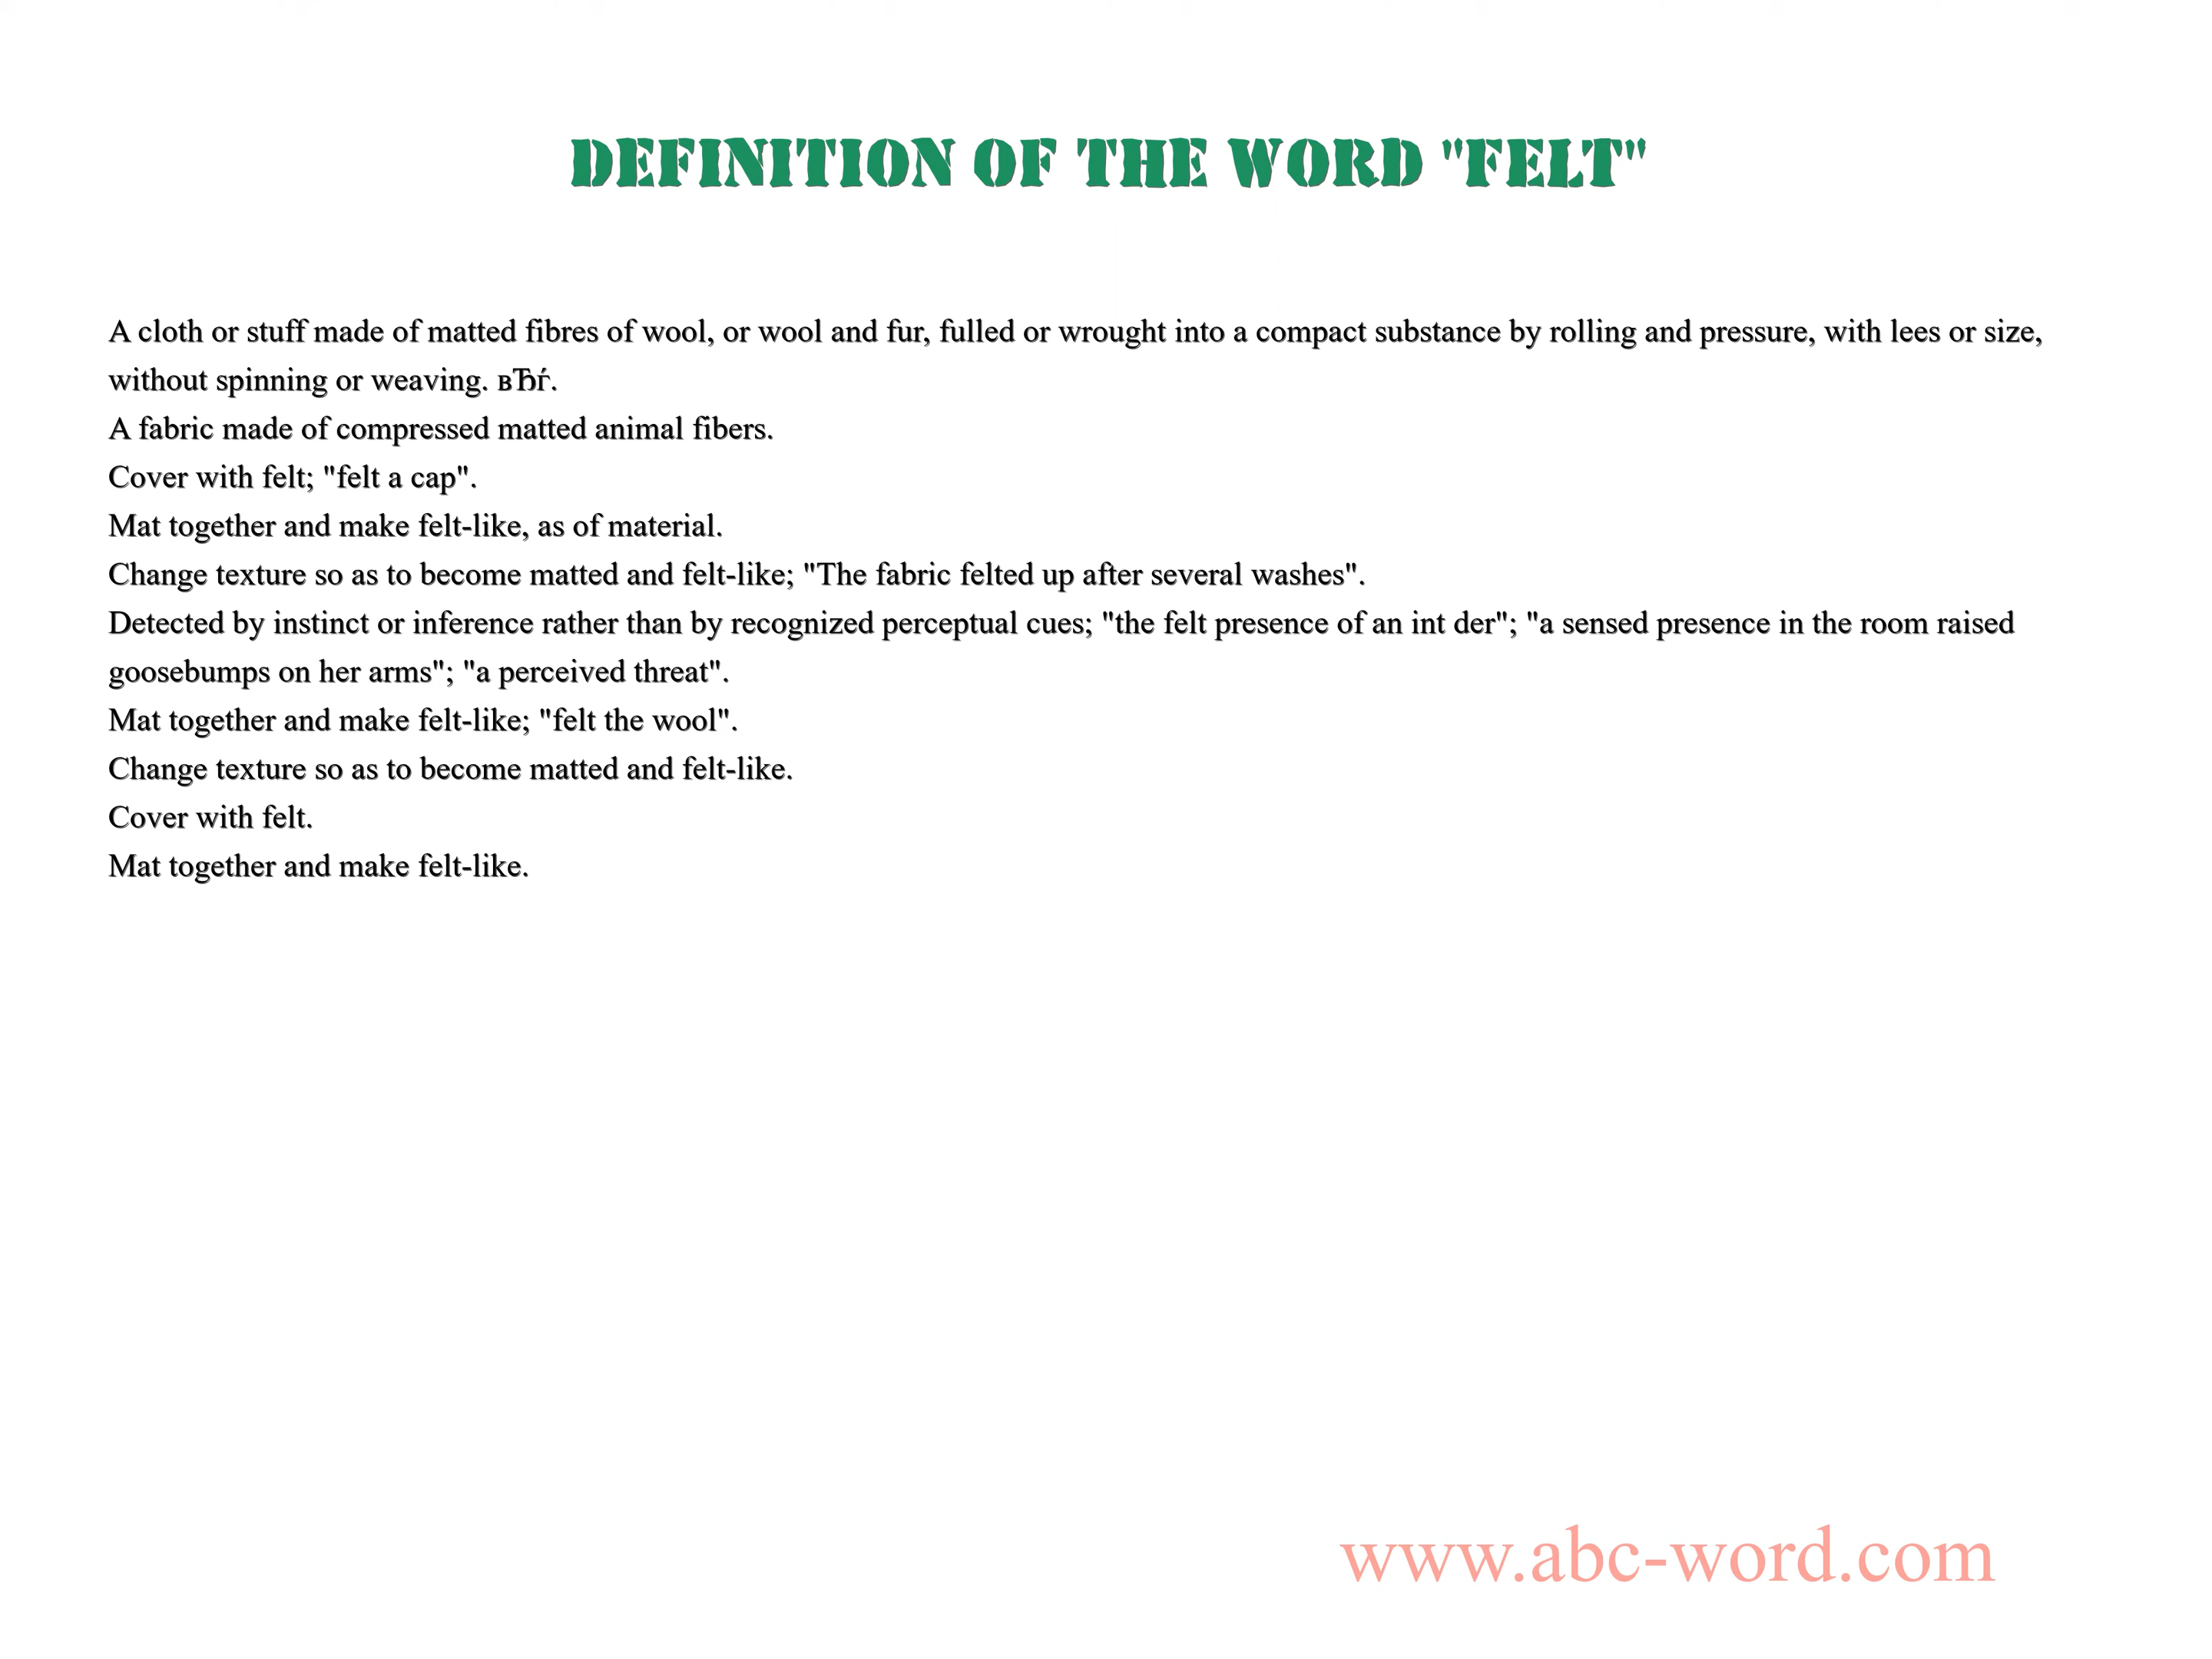 DEFINITION OF THE WORD "FELT"
A cloth or stuff made of matted fibres of wool, or wool and fur, fulled or wrought into a compact substance by rolling and pressure, with lees or size,
without spinning or weaving. вЂѓ.
A fabric made of compressed matted animal fibers.
Cover with felt; "felt a cap".
Mat together and make felt-like, as of material.
Change texture so as to become matted and felt-like; "The fabric felted up after several washes".
Detected by instinct or inference rather than by recognized perceptual cues; "the felt presence of an int der"; "a sensed presence in the room raised
goosebumps on her arms"; "a perceived threat".
Mat together and make felt-like; "felt the wool".
Change texture so as to become matted and felt-like.
Cover with felt.
Mat together and make felt-like.
www.abc-word.com